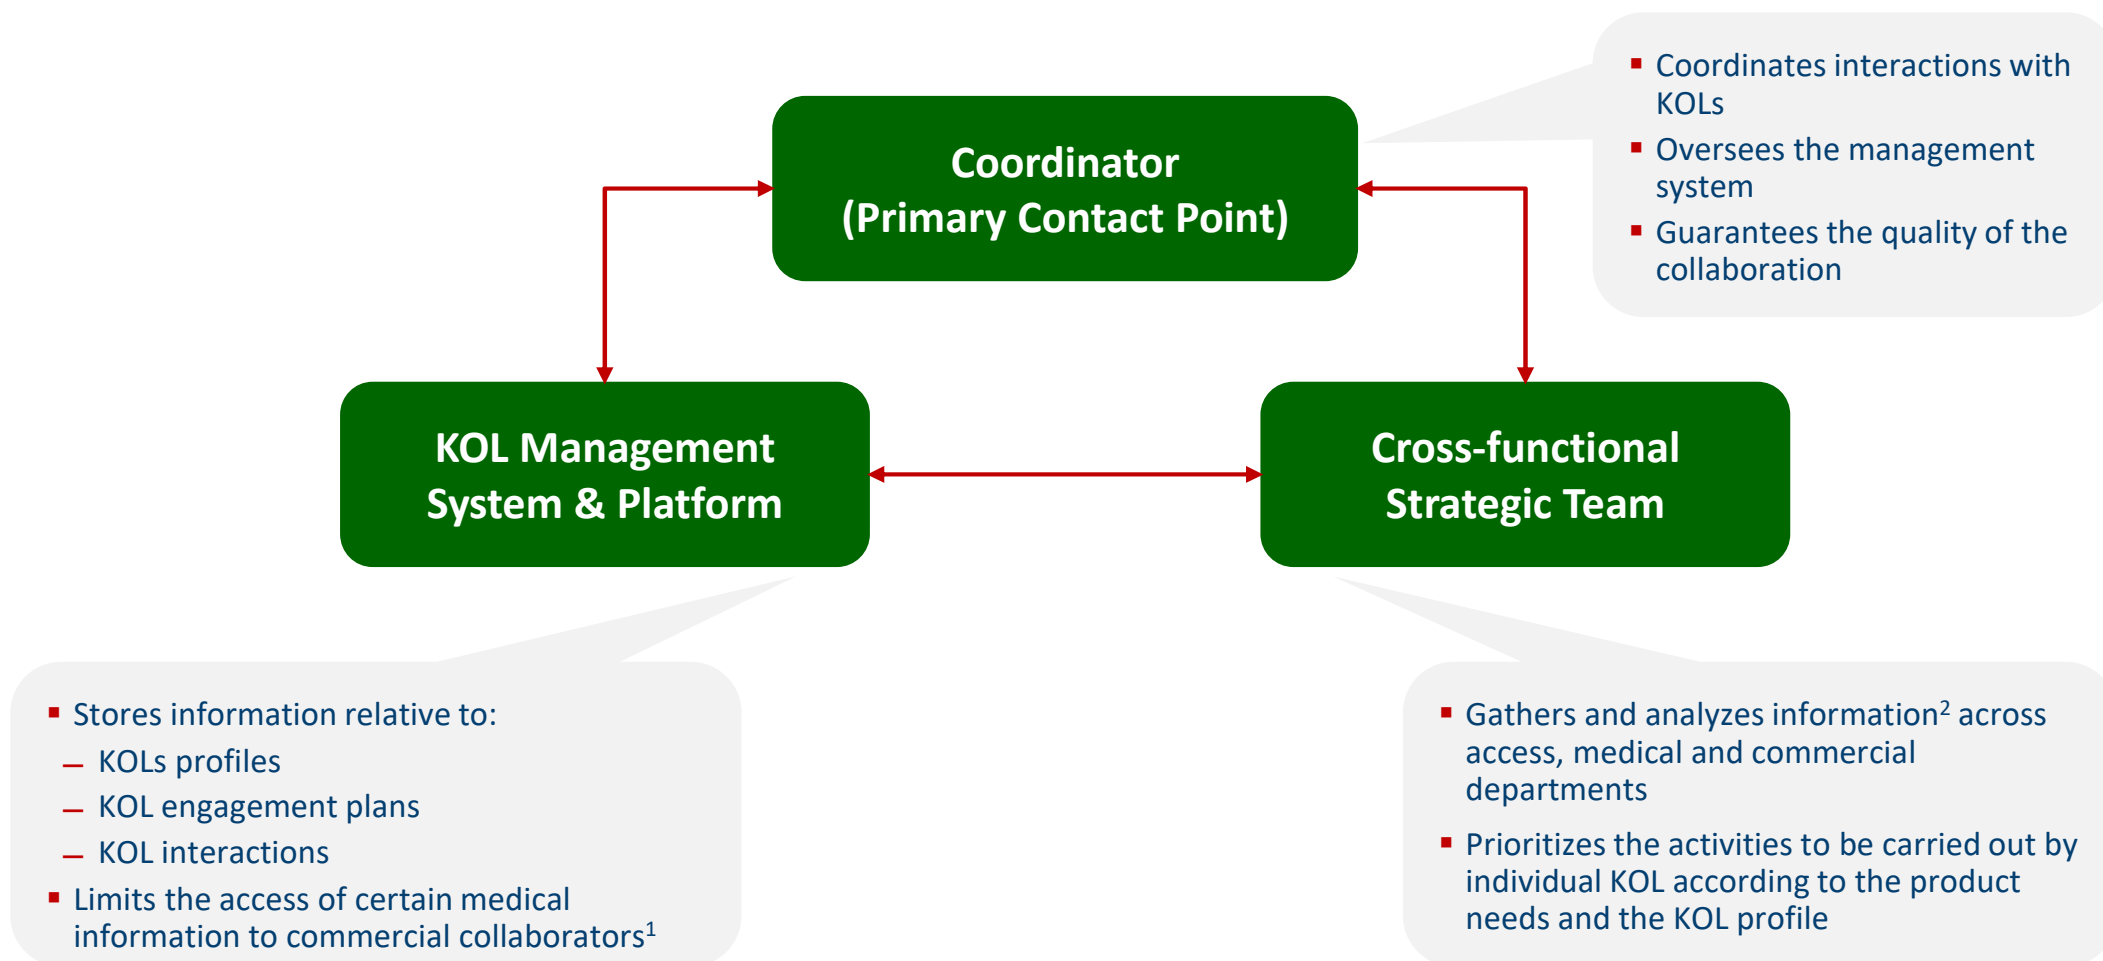 Coordinates interactions with
KOLs
Oversees the management
system
Guarantees the quality of the
collaboration
Coordinator
(Primary Contact Point)
KOL Management
System & Platform
Cross-functional
Strategic Team
Stores information relative to:
– KOLs profiles
– KOL engagement plans
– KOL interactions
Limits the access of certain medical
information to commercial collaborators¹
Gathers and analyzes information² across
access, medical and commercial
departments
Prioritizes the activities to be carried out by
individual KOL according to the product
needs and the KOL profile